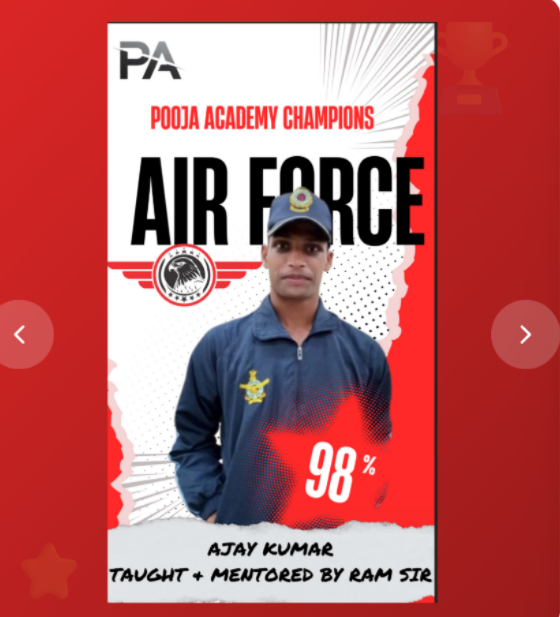 PA
POOJA ACADEMY CHAMPIONS
AIR FORCE
98%
AJAY KUMAR
TAUGHT + MENTORED BY RAM SIR